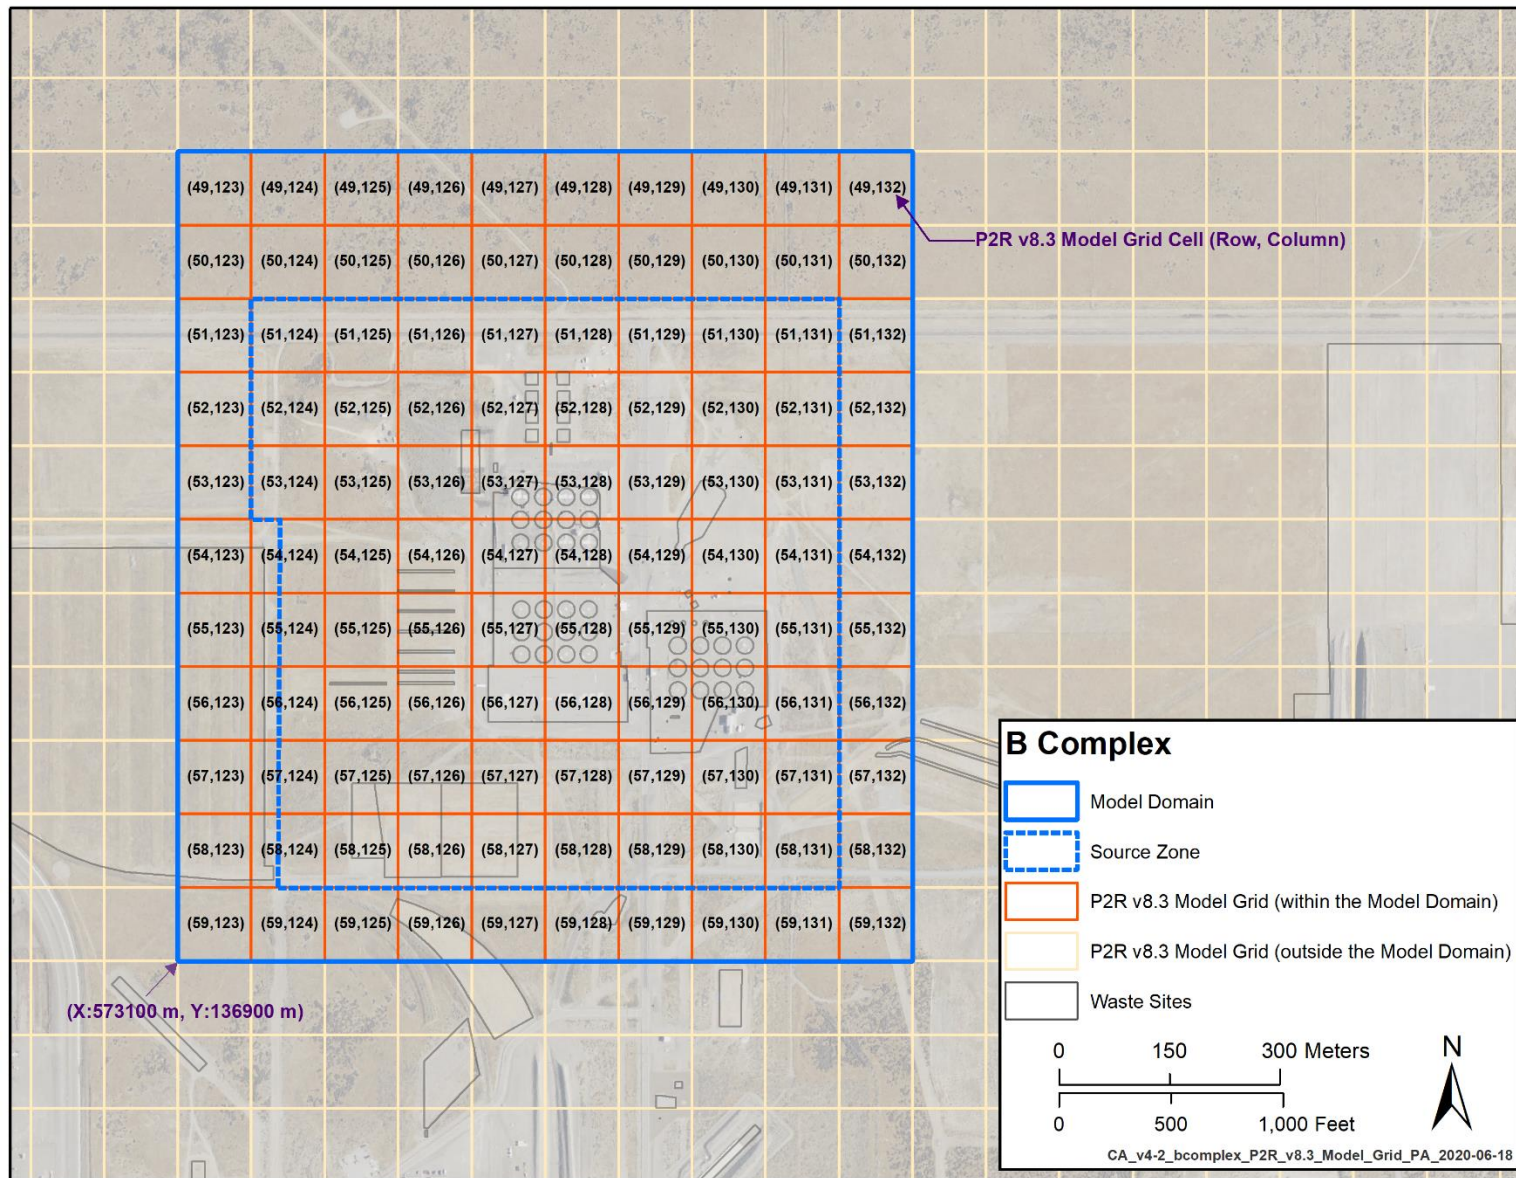 (49,123) (49,124) (49,125) (49,126) (49,127) (49,128) (49,129) (49,130) (49,131) (49,132)
P2R v8.3 Model Grid Cell (Row, Column)
(50,123) (50,124) (50,125) (50,126) (50,127) (50,128) (50,129) (50,130) (50,131) (50,132)
(51,123) (51,124) (51,125) (51,126) (51,127) (51,128) (51,129) (51,130) (51,131) (51,132)
(52,123) (52,124) (52,125) (52,126) (52,127) (52,128) (52,129) (52,130) (52,131) (52,132)
(53,123) (53,124) (53,125) (53,126) (53,127) (53,128) (53,129) (53,130) (53,131) (53,132)
(54,123) (54,124) (54,125) (54,126) (54,127) (54,128) (54,129) (54,130) (54,131) (54,132)
(55,123) (55,124) (55,125) (55,126) (55,127) (55,128) (55,129) (55,130) (55,131) (55,132)
(56,123) (56,124) (56,125) (56,126) (56,127) (56,128) (56,129) (56,130) (56,131) (56,132)
(57,123) (57,124) (57,125) (57,126) (57,127) (57,128) (57,129) (57,130) (57,131) (57,132)
(58,123) (58,124) (58,125) (58,126) (58,127) (58,128) (58,129) (58,130) (58,131) (58,132)
(59,123) (59,124) (59,125) (59,126) (59,127) (59,128) (59,129) (59,130) (59,131) (59,132)
(X:573100 m, Y:136900 m)
B Complex
Model Domain
Source Zone
P2R v8.3 Model Grid (within the Model Domain)
P2R v8.3 Model Grid (outside the Model Domain)
Waste Sites
0 150 300 Meters
0 500 1,000 Feet
N
CA_v4-2_bcomplex_P2R_v8.3_Model_Grid_PA_2020-06-18